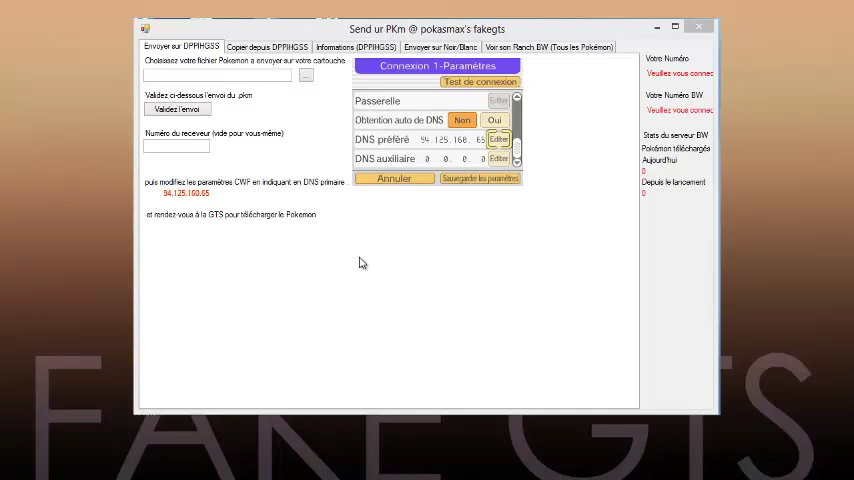 Send ur PKm @ pokasmax's fakegts
Envoyer sur DPPlHGSS
Copier depuis DPPlHGSS
Informations (DPPlHGSS)
Envoyer sur Noir/Blanc
Voir son Ranch BW (Tous les Pokémon)
Choisissez votre fichier Pokemon a envoyer sur votre cartouche
...
Validez ci-dessous l'envoi du .pkm
Validez l'envoi
Numéro du receveur (vide pour vous-même)
puis modifiez les paramètres CWF en indiquant en DNS primaire :
94.125.160.65
et rendez-vous à la GTS pour télécharger le Pokemon
Connexion 1-Paramètres
Test de connexion
Passerelle Editer
Obtention auto de DNS Non Oui
DNS préféré 94.125.160. 65 Editer
DNS auxiliaire 0. 0. 0. 0 Editer
Annuler Sauvegarder les paramètres
Votre Numéro
Veuillez vous connec
Votre Numéro BW
Veuillez vous connec
Stats du serveur BW
Pokémon téléchargés
Aujourd'hui
0
Depuis le lancement
0
FAKE GTS